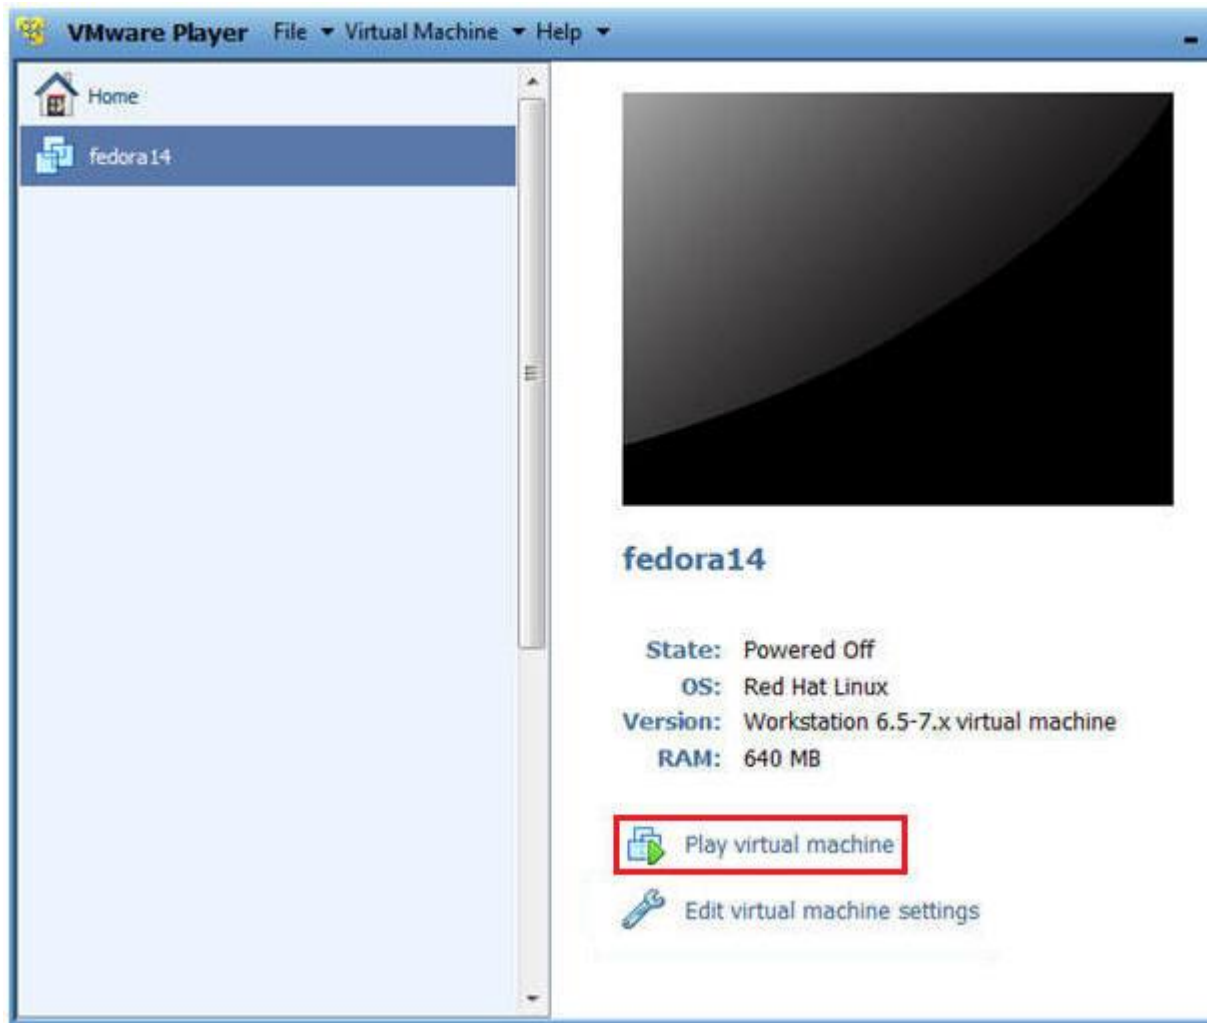 VMware Player File Virtual Machine Help
Home
fedora14
fedora14
State: Powered Off
OS: Red Hat Linux
Version: Workstation 6.5-7.x virtual machine
RAM: 640 MB
Play virtual machine
Edit virtual machine settings